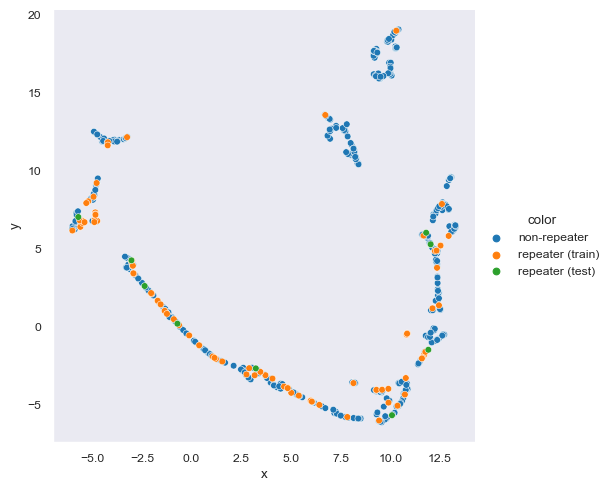 20
15
10
5
0
−5
y
−5.0 −2.5 0.0 2.5 5.0 7.5 10.0 12.5
x
color
non-repeater
repeater (train)
repeater (test)